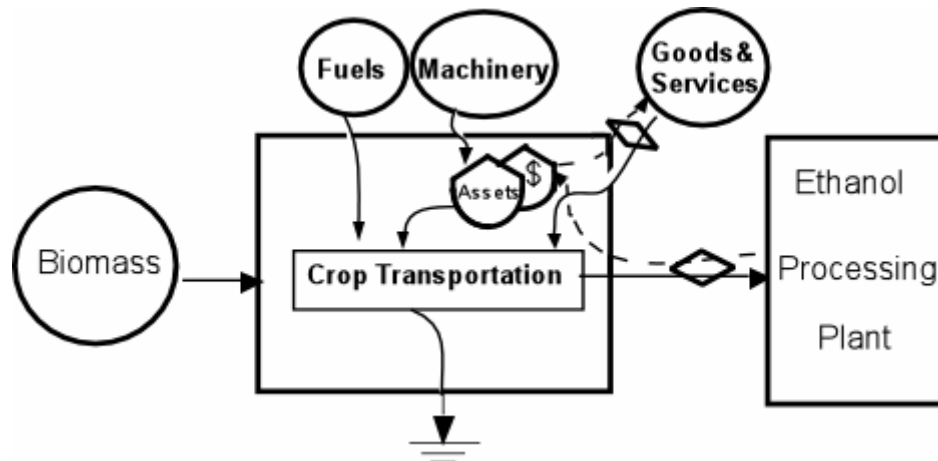 Fuels
Machinery
Goods&
Services
Assets
$
Biomass
Crop Transportation
Ethanol
Processing
Plant